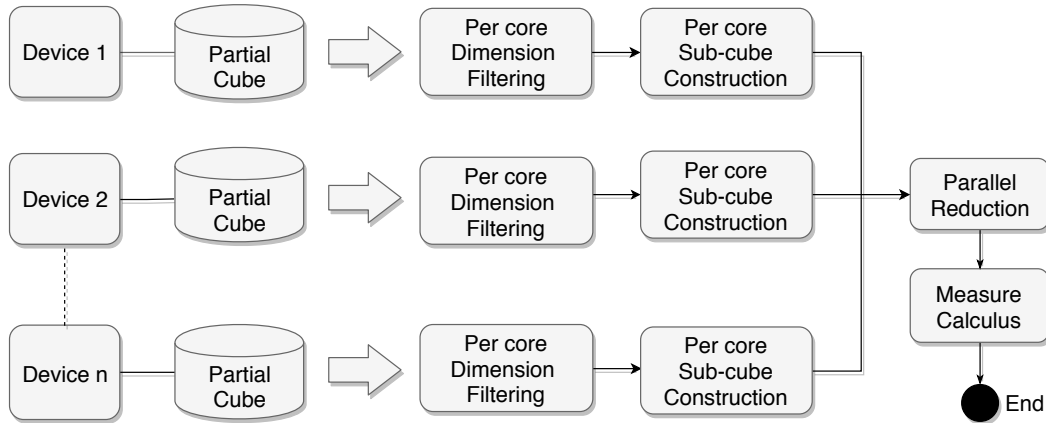 Device 1
Partial
Cube
Per core
Dimension
Filtering
Per core
Sub-cube
Construction
Device 2
Partial
Cube
Per core
Dimension
Filtering
Per core
Sub-cube
Construction
Parallel
Reduction
Measure
Calculus
Device n
Partial
Cube
Per core
Dimension
Filtering
Per core
Sub-cube
Construction
End